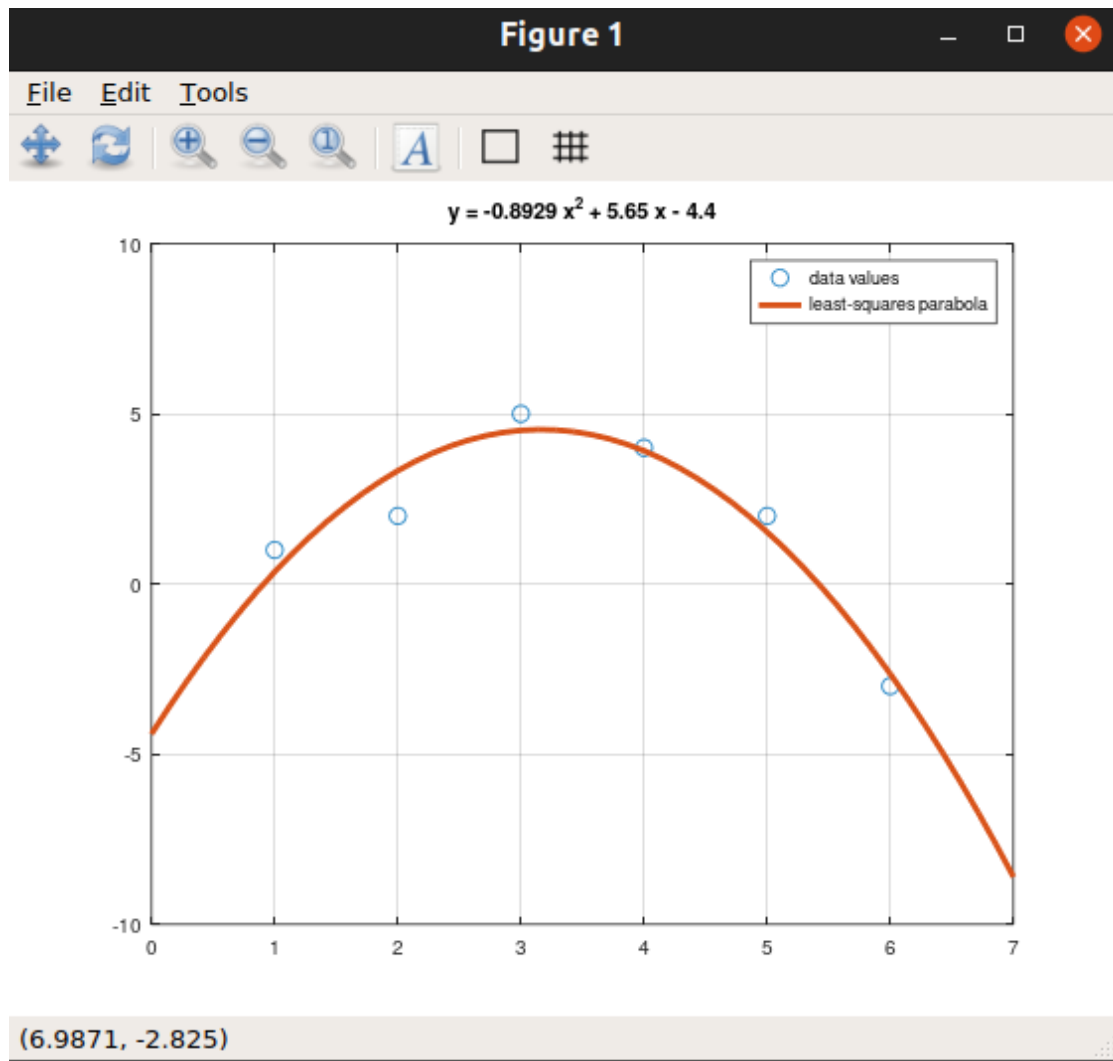 Figure 1
File Edit Tools
1
A
y = -0.8929 x² + 5.65 x - 4.4
data values
least-squares parabola
10
5
0
-5
-10
0 1 2 3 4 5 6 7
(6.9871, -2.825)